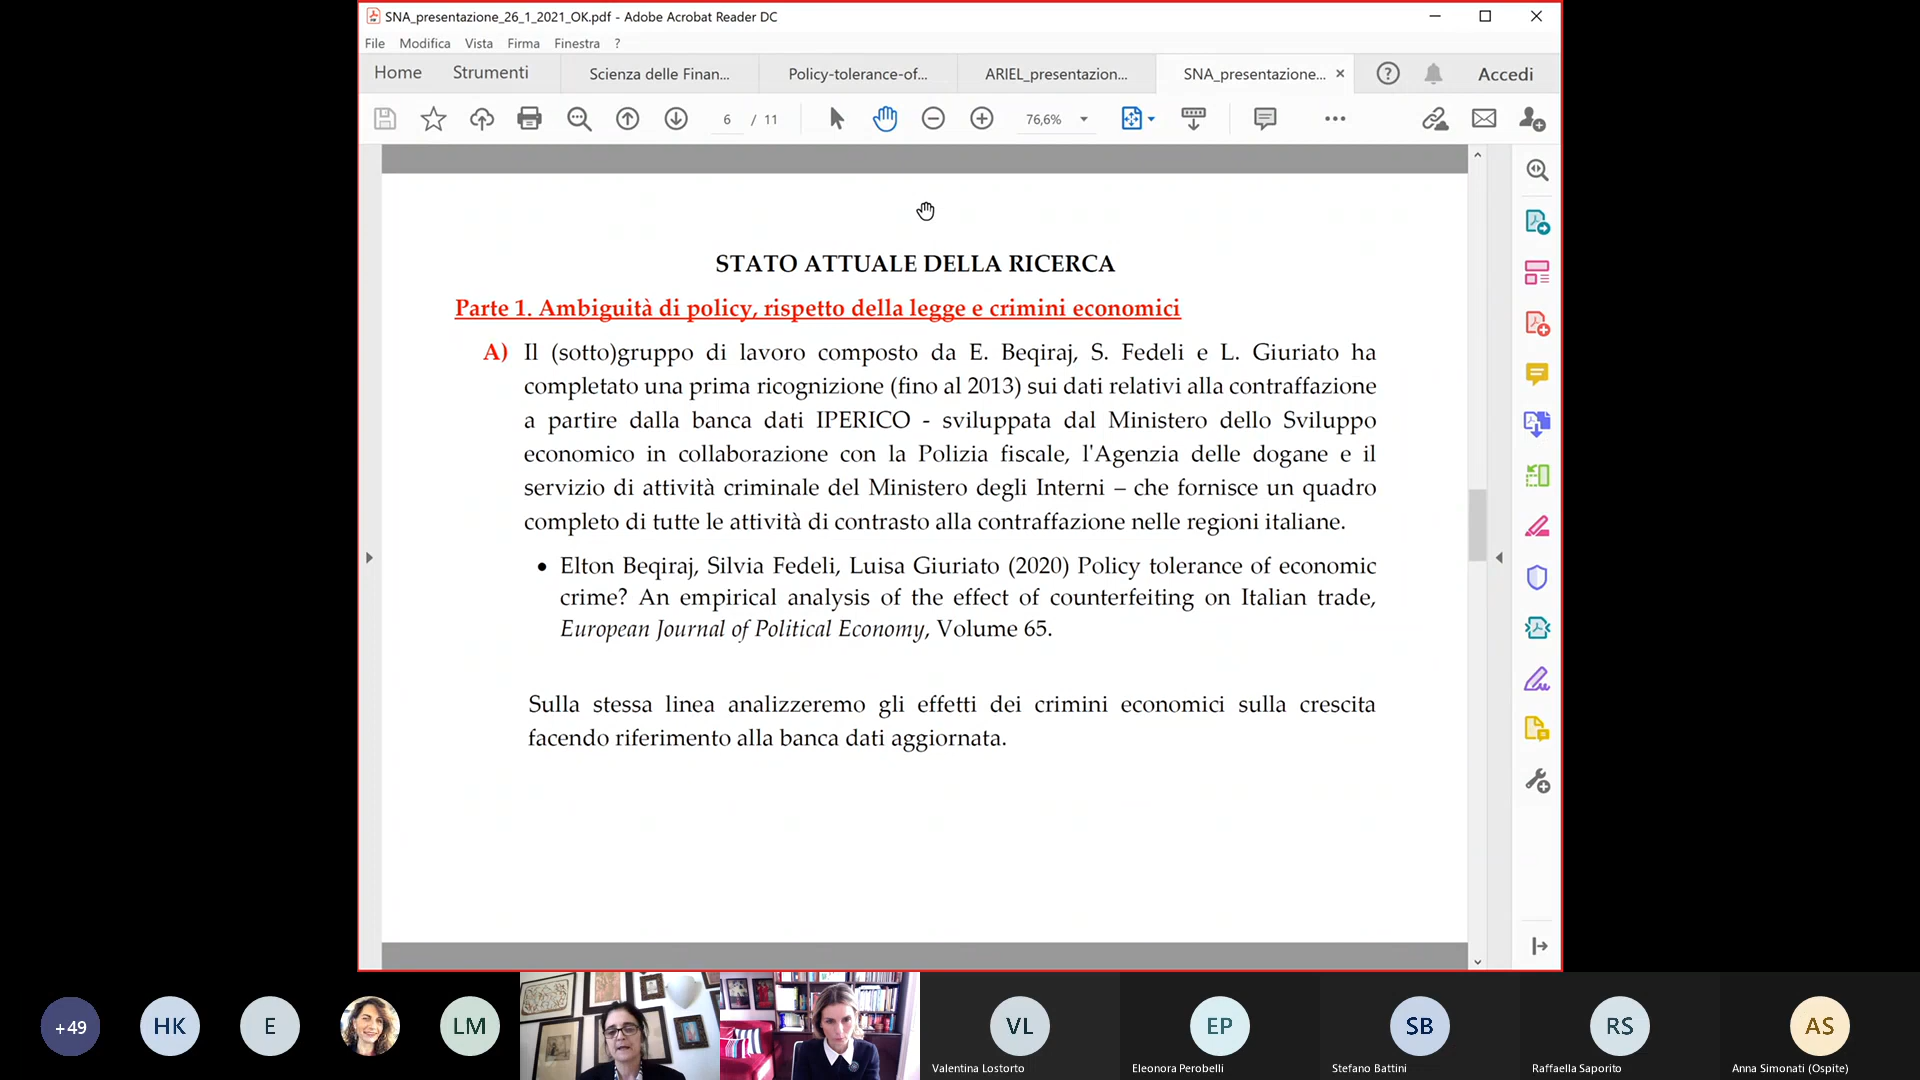 SNA_presentazione_26_1_2021_OK.pdf - Adobe Acrobat Reader DC
File Modifica Vista Firma Finestra ?
Home Strumenti Scienza delle Finan... Policy-tolerance-of... ARIEL_presentazion... SNA_presentazione... × ? Accedi
6 / 11 76,6%
STATO ATTUALE DELLA RICERCA
Parte 1. Ambiguità di policy, rispetto della legge e crimini economici
A) Il (sotto)gruppo di lavoro composto da E. Beqiraj, S. Fedeli e L. Giuriato ha
completato una prima ricognizione (fino al 2013) sui dati relativi alla contraffazione
a partire dalla banca dati IPERICO - sviluppata dal Ministero dello Sviluppo
economico in collaborazione con la Polizia fiscale, l'Agenzia delle dogane e il
servizio di attività criminale del Ministero degli Interni – che fornisce un quadro
completo di tutte le attività di contrasto alla contraffazione nelle regioni italiane.
• Elton Beqiraj, Silvia Fedeli, Luisa Giuriato (2020) Policy tolerance of economic
crime? An empirical analysis of the effect of counterfeiting on Italian trade,
European Journal of Political Economy, Volume 65.
Sulla stessa linea analizzeremo gli effetti dei crimini economici sulla crescita
facendo riferimento alla banca dati aggiornata.
+49 HK E LM VL EP SB RS AS
Valentina Lostorto Eleonora Perobelli Stefano Battini Raffaella Saporito Anna Simonati (Ospite)